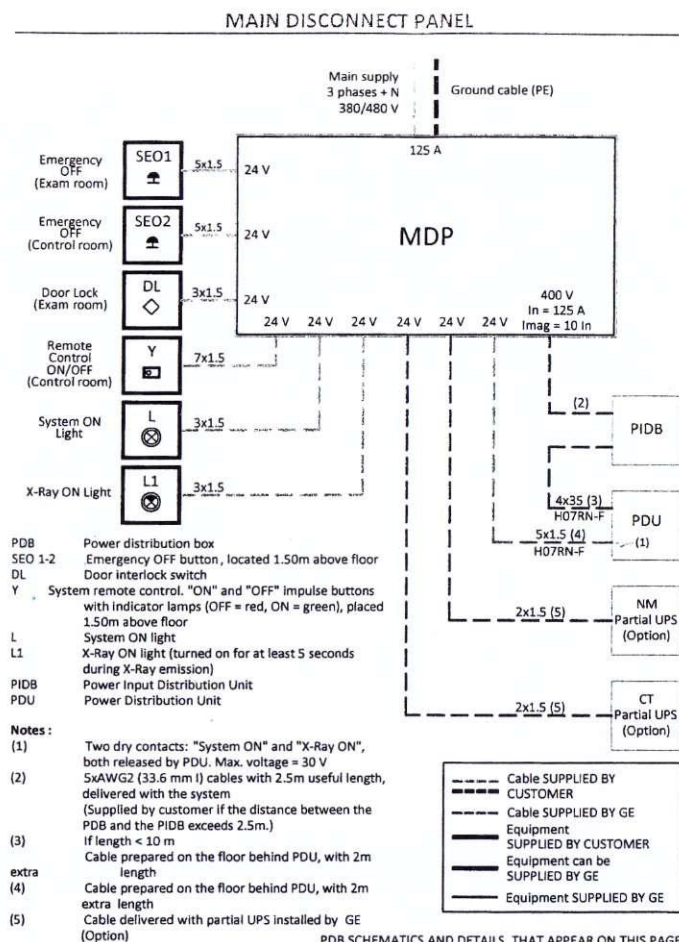 MAIN DISCONNECT PANEL
Main supply
3 phases + N
380/480 V
Ground cable (PE)
125 A
MDP
Emergency
OFF
(Exam room)
SEO1
5x1.5
24 V
Emergency
OFF
(Control room)
SEO2
5x1.5
24 V
Door Lock
(Exam room)
DL
3x1.5
24 V
24 V 24 V 24 V 24 V 24 V 24 V
400 V
In = 125 A
Imag = 10 In
Remote
Control
ON/OFF
(Control room)
Y
7x1.5
System ON
Light
L
3x1.5
X-Ray ON Light
L1
3x1.5
(2)
PIDB
4x35 (3)
H07RN-F
PDU
(1)
5x1.5 (4)
H07RN-F
2x1.5 (5)
NM
Partial UPS
(Option)
2x1.5 (5)
CT
Partial UPS
(Option)
PDB Power distribution box
SEO 1-2 Emergency OFF button, located 1.50m above floor
DL Door interlock switch
Y System remote control. "ON" and "OFF" impulse buttons
with indicator lamps (OFF = red, ON = green), placed
1.50m above floor
L System ON light
L1 X-Ray ON light (turned on for at least 5 seconds
during X-Ray emission)
PIDB Power Input Distribution Unit
PDU Power Distribution Unit
Notes :
(1) Two dry contacts: "System ON" and "X-Ray ON",
both released by PDU. Max. voltage = 30 V
(2) 5xAWG2 (33.6 mm I) cables with 2.5m useful length,
delivered with the system
(Supplied by customer if the distance between the
PDB and the PIDB exceeds 2.5m.)
(3) If length < 10 m
Cable prepared on the floor behind PDU, with 2m
extra length
(4) Cable prepared on the floor behind PDU, with 2m
extra length
(5) Cable delivered with partial UPS installed by GE
(Option)
Cable SUPPLIED BY
CUSTOMER
Cable SUPPLIED BY GE
Equipment
SUPPLIED BY CUSTOMER
Equipment can be
SUPPLIED BY GE
Equipment SUPPLIED BY GE
PDB SCHEMATICS AND DETAILS, THAT APPEAR ON THIS PAGE